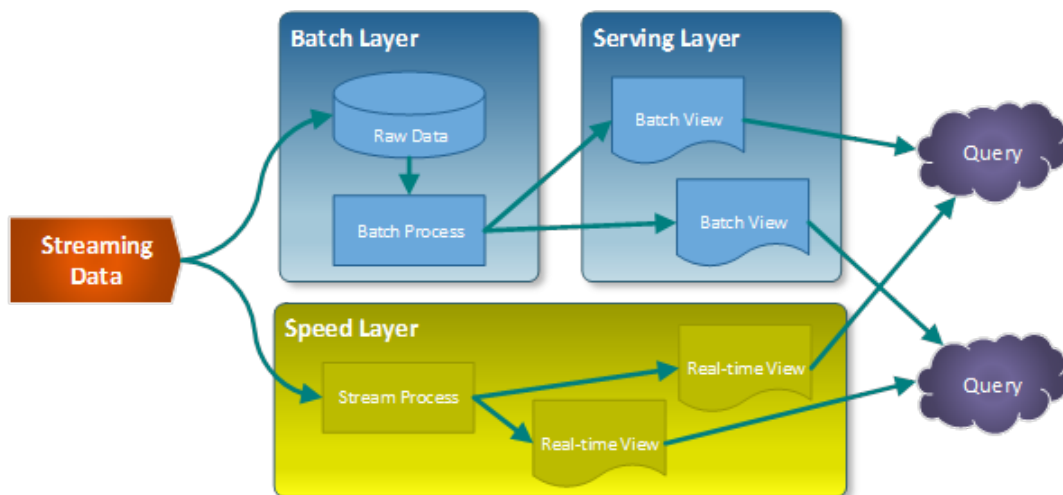 Batch Layer
Raw Data
Batch Process
Serving Layer
Batch View
Batch View
Query
Streaming
Data
Speed Layer
Stream Process
Real-time View
Real-time View
Query